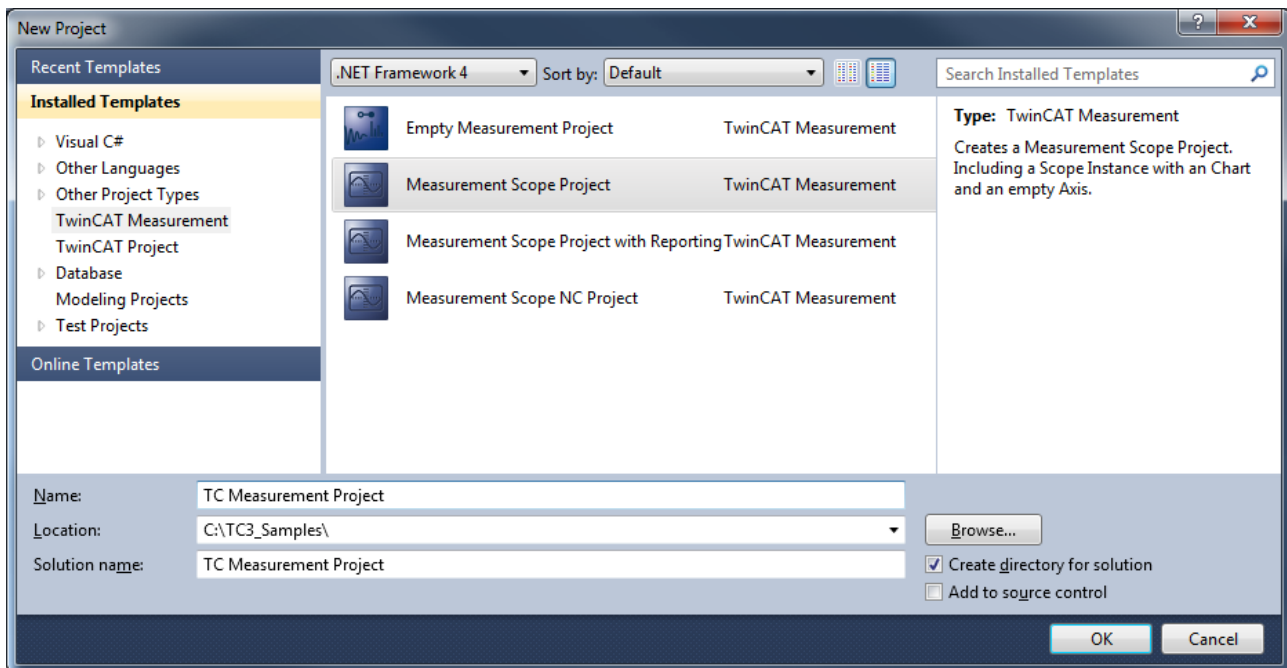 New Project
Recent Templates
Installed Templates
Visual C#
Other Languages
Other Project Types
TwinCAT Measurement
TwinCAT Project
Database
Modeling Projects
Test Projects
Online Templates
.NET Framework 4
Sort by: Default
Search Installed Templates
Empty Measurement Project TwinCAT Measurement
Measurement Scope Project TwinCAT Measurement
Measurement Scope Project with Reporting TwinCAT Measurement
Measurement Scope NC Project TwinCAT Measurement
Type: TwinCAT Measurement
Creates a Measurement Scope Project.
Including a Scope Instance with an Chart
and an empty Axis.
Name: TC Measurement Project
Location: C:\TC3_Samples\
Browse...
Solution name: TC Measurement Project
Create directory for solution
Add to source control
OK
Cancel